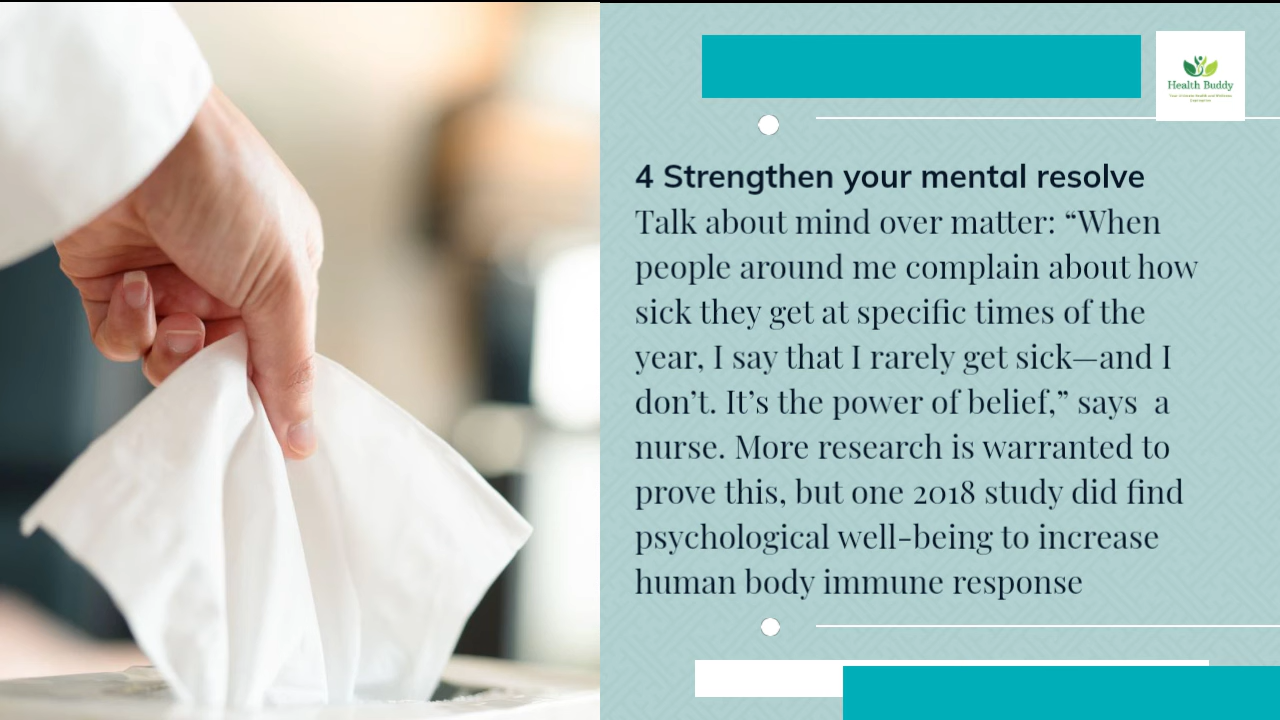 Health Buddy
4 Strengthen your mental resolve
Talk about mind over matter: “When
people around me complain about how
sick they get at specific times of the
year, I say that I rarely get sick—and I
don’t. It’s the power of belief,” says  a
nurse. More research is warranted to
prove this, but one 2018 study did find
psychological well-being to increase
human body immune response